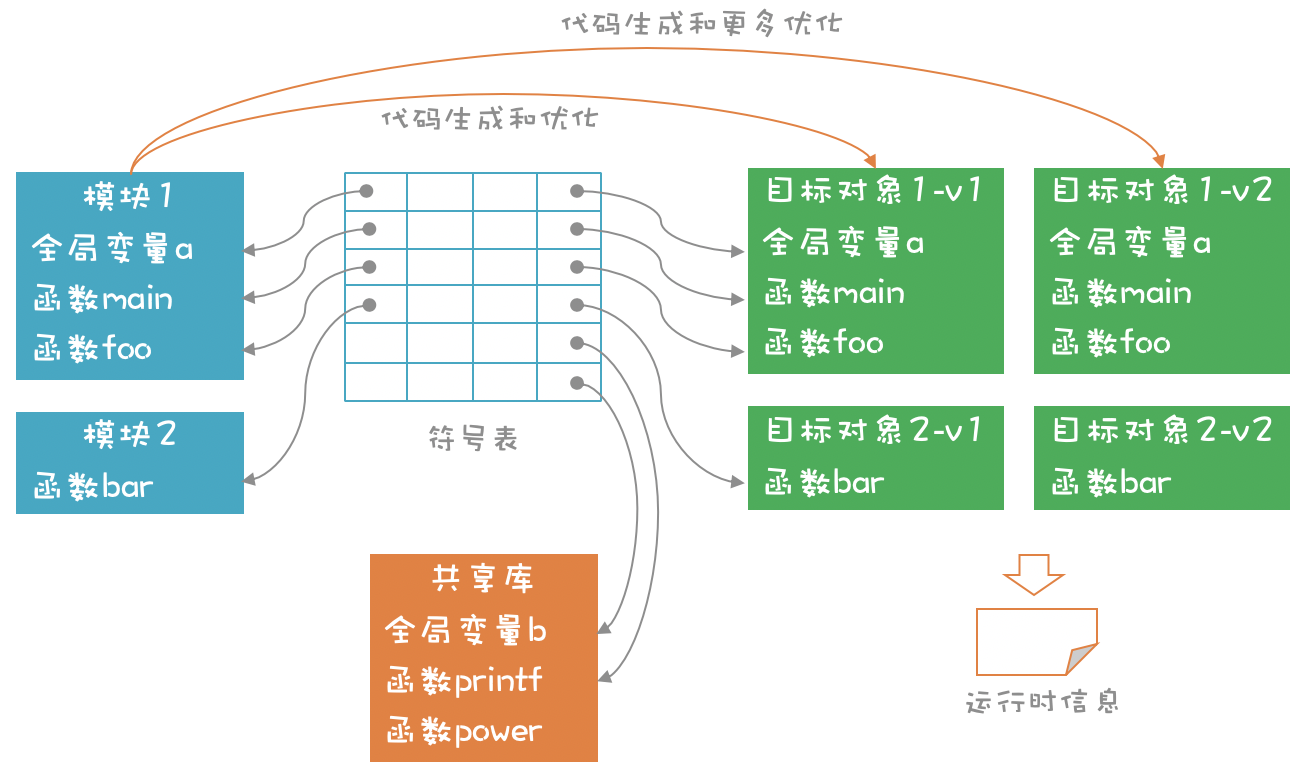 代码生成和更多优化
代码生成和优化
模块1
全局变量a
函数main
函数foo
模块2
函数bar
符号表
共享库
全局变量b
函数printf
函数power
目标对象1-v1
全局变量a
函数main
函数foo
目标对象2-v1
函数bar
目标对象1-v2
全局变量a
函数main
函数foo
目标对象2-v2
函数bar
运行时信息